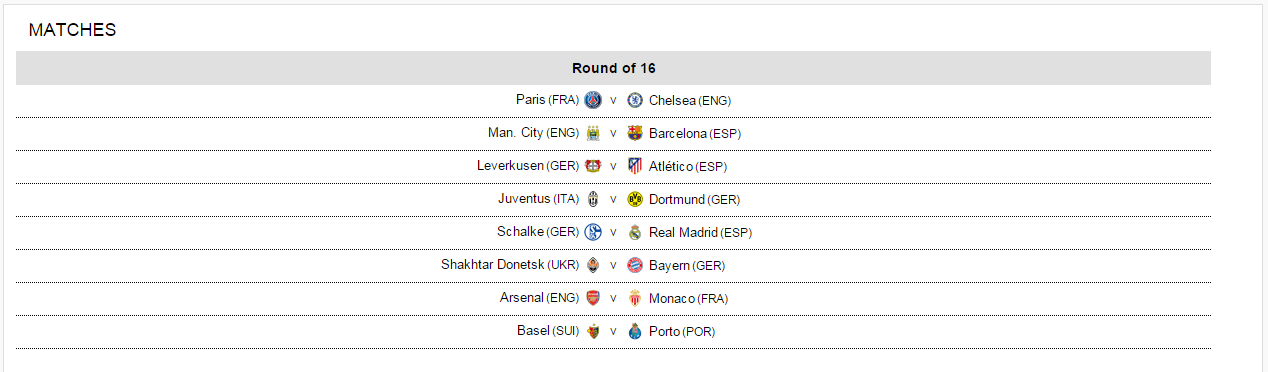 MATCHES
Round of 16
Paris (FRA) v Chelsea (ENG)
Man. City (ENG) v Barcelona (ESP)
Leverkusen (GER) v Atlético (ESP)
Juventus (ITA) v Dortmund (GER)
Schalke (GER) v Real Madrid (ESP)
Shakhtar Donetsk (UKR) v Bayern (GER)
Arsenal (ENG) v Monaco (FRA)
Basel (SUI) v Porto (POR)